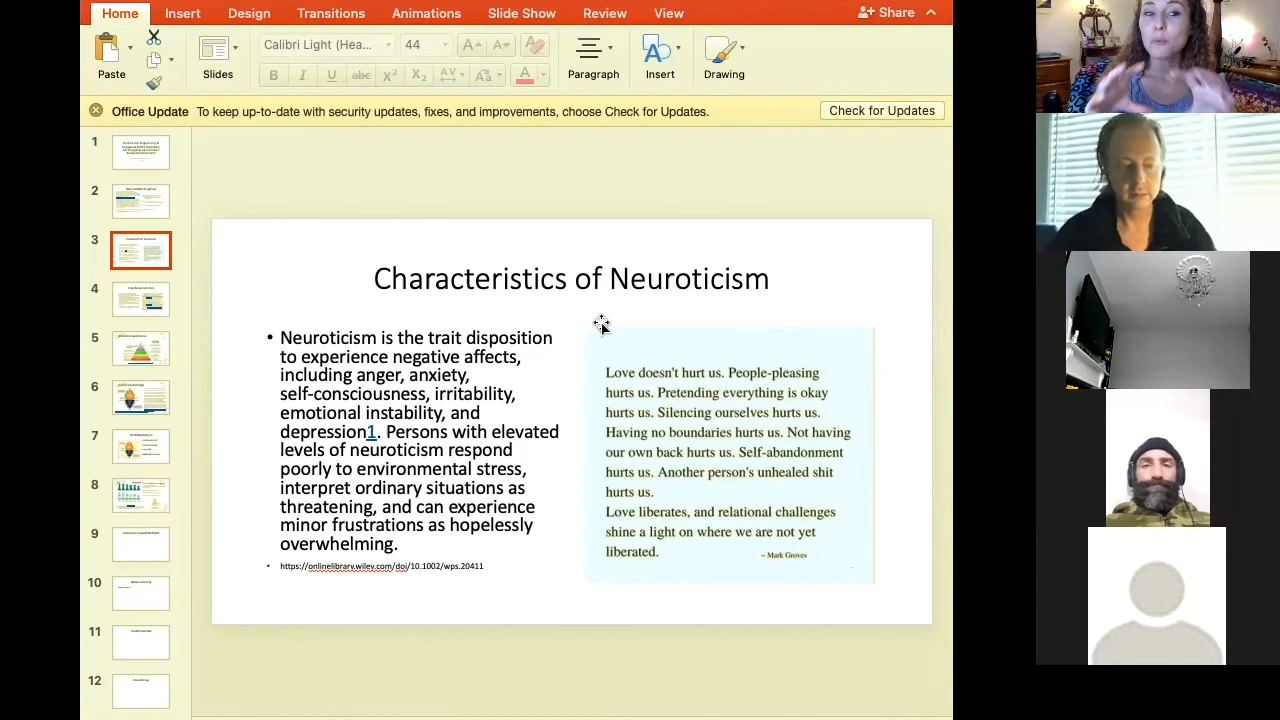 Home Insert Design Transitions Animations Slide Show Review View Share
Calibri Light (Hea... 44
Paste Slides B I U abc X² X₂ AV Aa A Paragraph Insert Drawing
Office Update To keep up-to-date with security updates, fixes, and improvements, choose Check for Updates. Check for Updates
1
2
3
4
5
6
7
8
9
10
11
12
Characteristics of Neuroticism
• Neuroticism is the trait disposition
to experience negative affects,
including anger, anxiety,
self-consciousness, irritability,
emotional instability, and
depression1. Persons with elevated
levels of neuroticism respond
poorly to environmental stress,
interpret ordinary situations as
threatening, and can experience
minor frustrations as hopelessly
overwhelming.
• https://onlinelibrary.wiley.com/doi/10.1002/wps.20411
Love doesn't hurt us. People-pleasing
hurts us. Pretending everything is okay
hurts us. Silencing ourselves hurts us.
Having no boundaries hurts us. Not having
our own back hurts us. Self-abandonment
hurts us. Another person's unhealed shit
hurts us.
Love liberates, and relational challenges
shine a light on where we are not yet
liberated.
~ Mark Groves